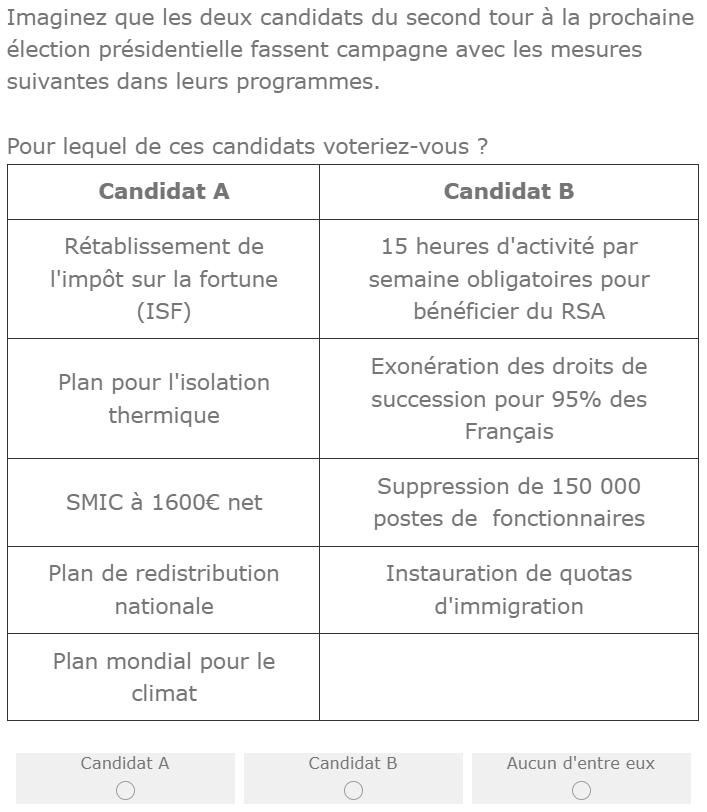 Imaginez que les deux candidats du second tour à la prochaine
élection présidentielle fassent campagne avec les mesures
suivantes dans leurs programmes.
Pour lequel de ces candidats voteriez-vous ?
Candidat A
Candidat B
Rétablissement de
l'impôt sur la fortune
(ISF)
15 heures d'activité par
semaine obligatoires pour
bénéficier du RSA
Plan pour l'isolation
thermique
Exonération des droits de
succession pour 95% des
Français
SMIC à 1600€ net
Suppression de 150 000
postes de  fonctionnaires
Plan de redistribution
nationale
Instauration de quotas
d'immigration
Plan mondial pour le
climat
Candidat A
Candidat B
Aucun d'entre eux